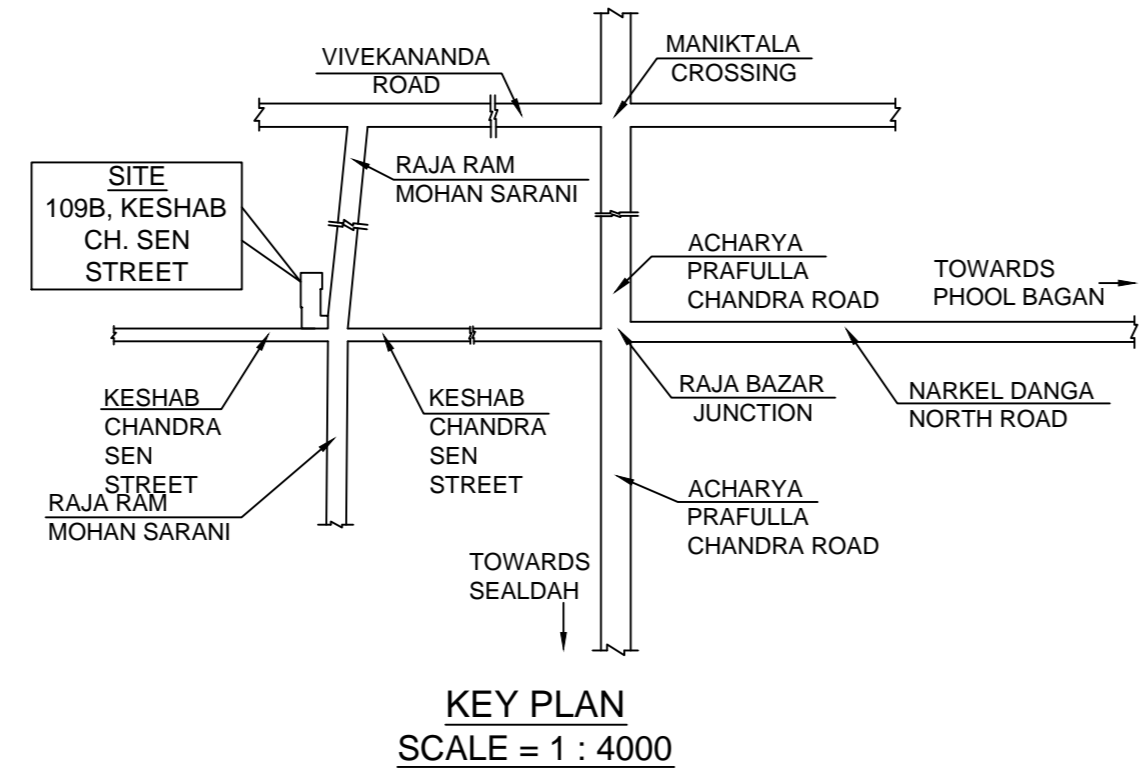 VIVEKANANDA
ROAD
MANIKTALA
CROSSING
RAJA RAM
MOHAN SARANI
SITE
109B, KESHAB
CH. SEN
STREET
ACHARYA
PRAFULLA
CHANDRA ROAD
TOWARDS
PHOOL BAGAN
KESHAB
CHANDRA
SEN
STREET
KESHAB
CHANDRA
SEN
STREET
RAJA BAZAR
JUNCTION
NARKEL DANGA
NORTH ROAD
RAJA RAM
MOHAN SARANI
ACHARYA
PRAFULLA
CHANDRA ROAD
TOWARDS
SEALDAH
KEY PLAN
SCALE = 1 : 4000